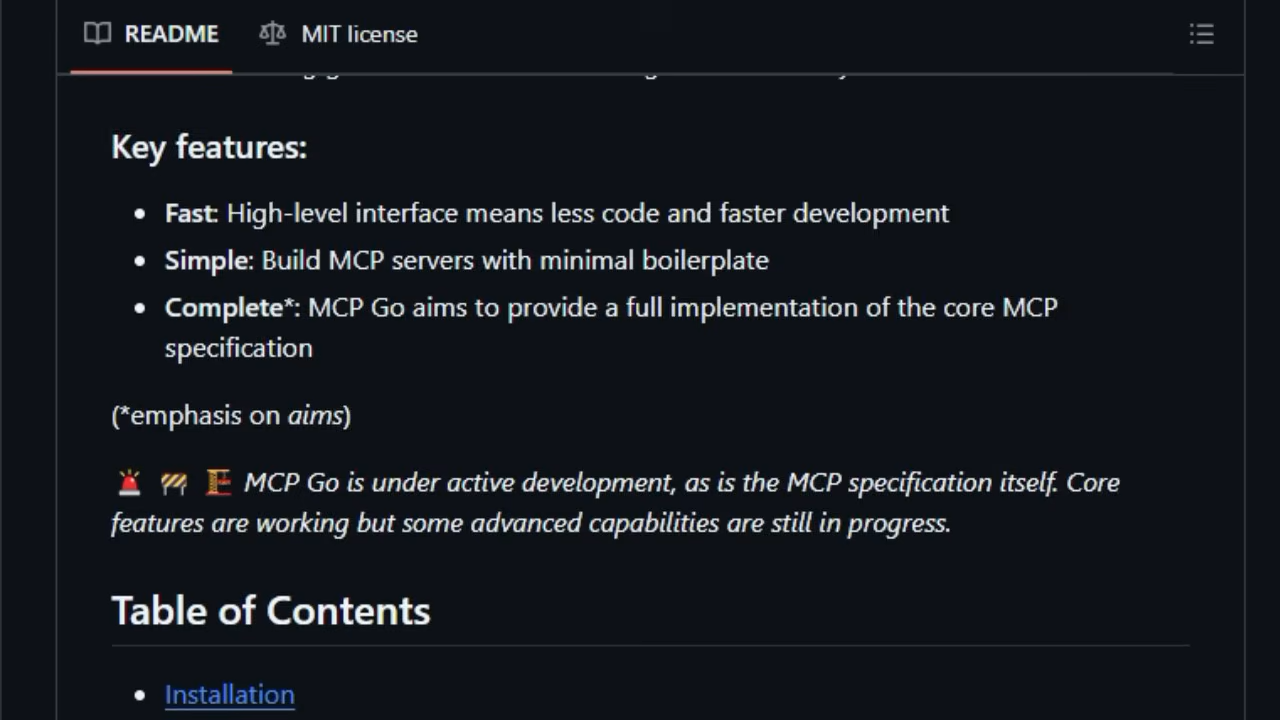 README
MIT license
Key features:
Fast: High-level interface means less code and faster development
Simple: Build MCP servers with minimal boilerplate
Complete*: MCP Go aims to provide a full implementation of the core MCP
specification
(*emphasis on aims)
🚨 🚧 🏗️ MCP Go is under active development, as is the MCP specification itself. Core
features are working but some advanced capabilities are still in progress.
Table of Contents
Installation